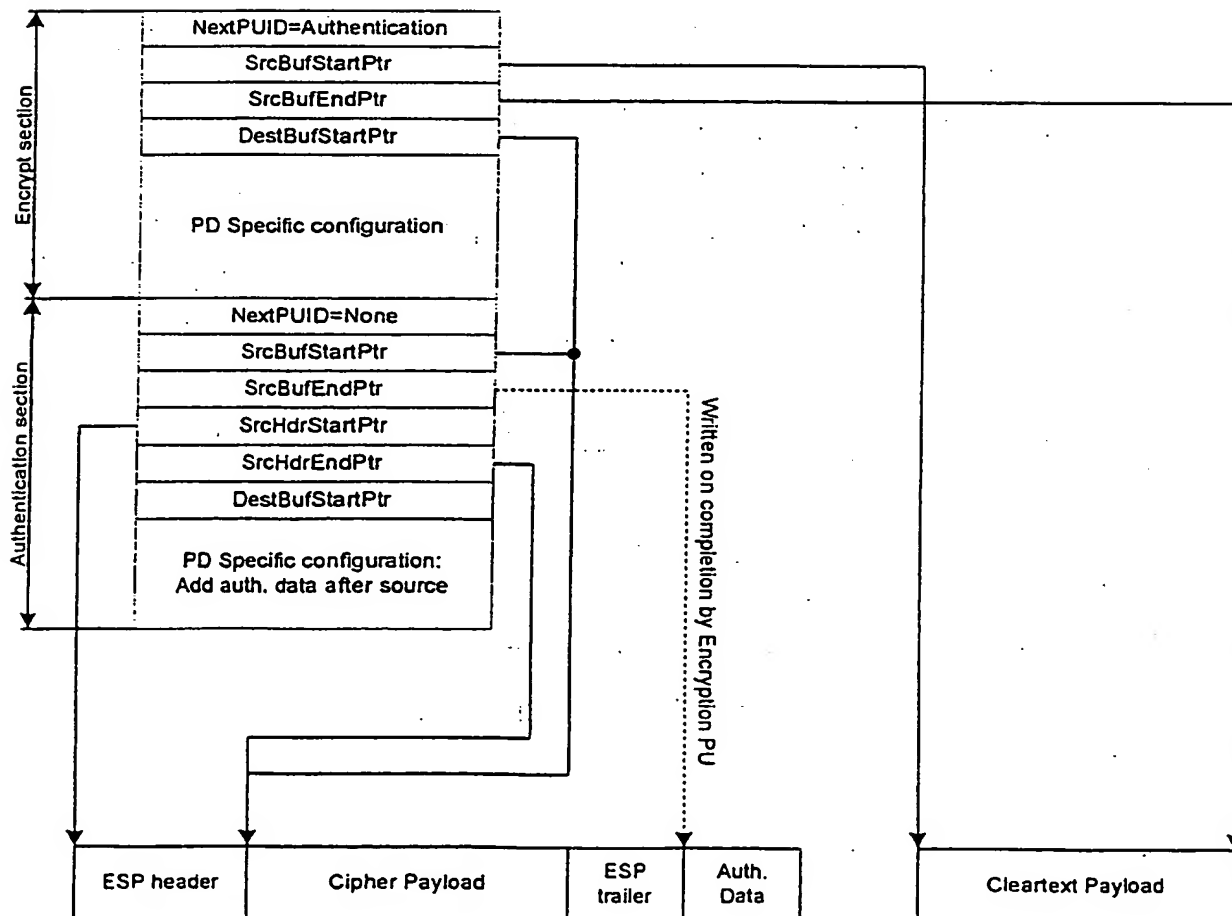 NextPUID=Authentication
SrcBufStartPtr
SrcBufEndPtr
DestBufStartPtr
PD Specific configuration
Encrypt section
NextPUID=None
SrcBufStartPtr
SrcBufEndPtr
SrcHdrStartPtr
SrcHdrEndPtr
DestBufStartPtr
PD Specific configuration:
Add auth. data after source
Authentication section
Written on completion by Encryption PU
ESP header
Cipher Payload
ESP
trailer
Auth.
Data
Cleartext Payload